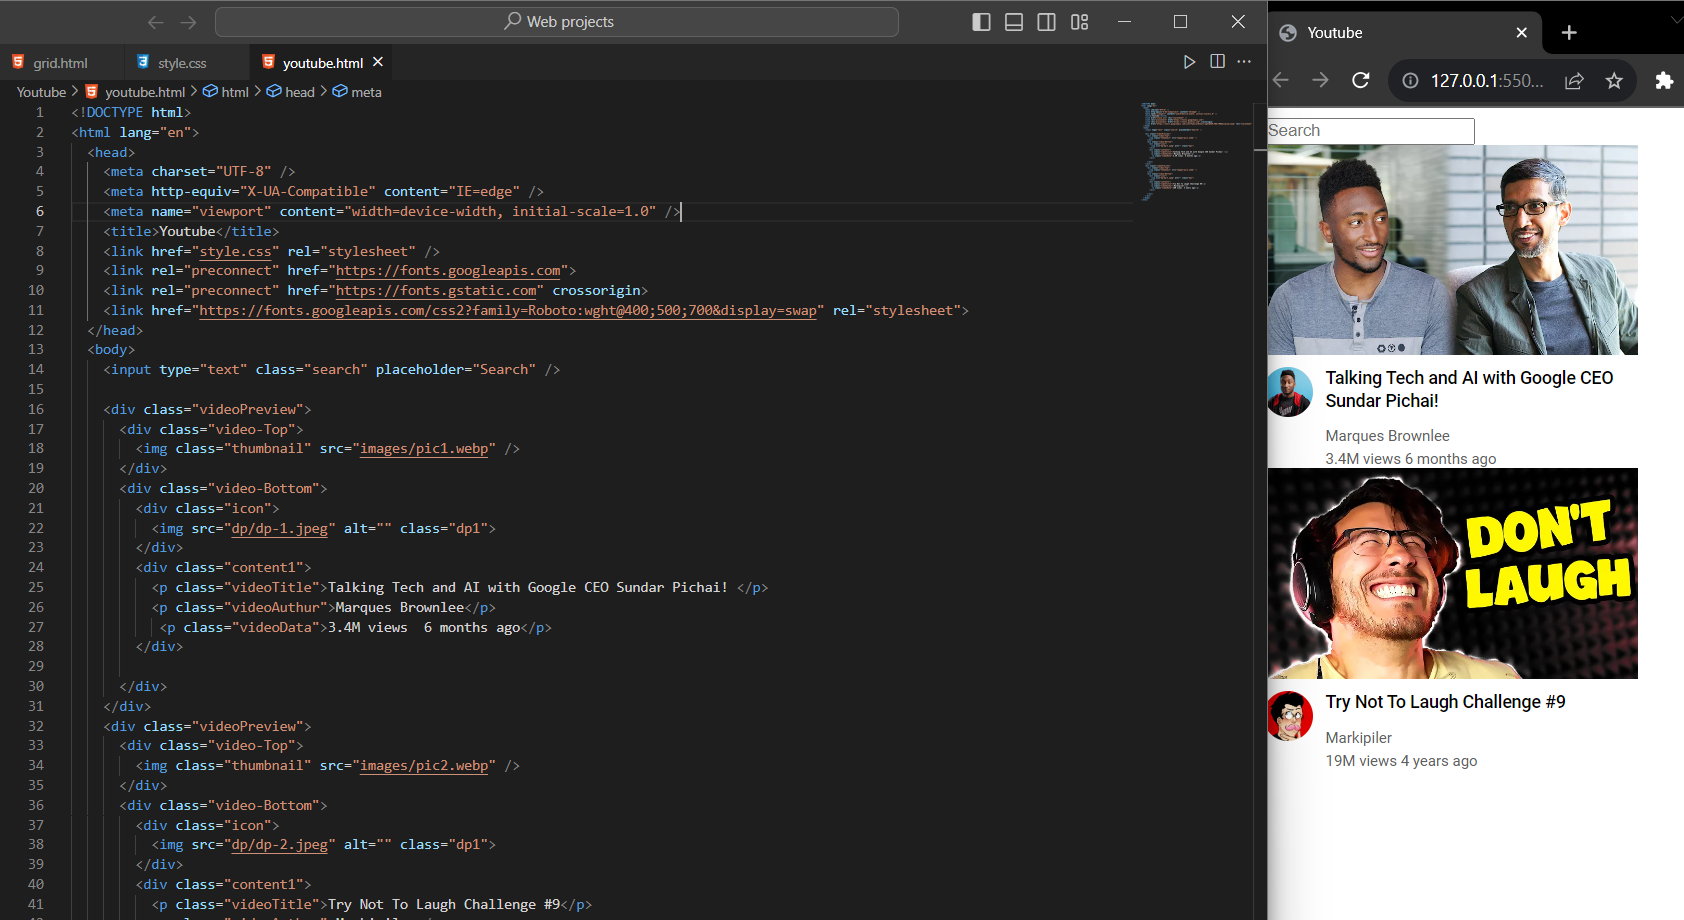 Web projects
grid.html style.css youtube.html
Youtube > youtube.html > html > head > meta
1 <!DOCTYPE html>
2 <html lang="en">
3 <head>
4 <meta charset="UTF-8" />
5 <meta http-equiv="X-UA-Compatible" content="IE=edge" />
6 <meta name="viewport" content="width=device-width, initial-scale=1.0" />
7 <title>Youtube</title>
8 <link href="style.css" rel="stylesheet" />
9 <link rel="preconnect" href="https://fonts.googleapis.com">
10 <link rel="preconnect" href="https://fonts.gstatic.com" crossorigin>
11 <link href="https://fonts.googleapis.com/css2?family=Roboto:wght@400;500;700&display=swap" rel="stylesheet">
12 </head>
13 <body>
14 <input type="text" class="search" placeholder="Search" />
15
16 <div class="videoPreview">
17 <div class="video-Top">
18 <img class="thumbnail" src="images/pic1.webp" />
19 </div>
20 <div class="video-Bottom">
21 <div class="icon">
22 <img src="dp/dp-1.jpeg" alt="" class="dp1">
23 </div>
24 <div class="content1">
25 <p class="videoTitle">Talking Tech and AI with Google CEO Sundar Pichai! </p>
26 <p class="videoAuthur">Marques Brownlee</p>
27 <p class="videoData">3.4M views  6 months ago</p>
28 </div>
29
30 </div>
31 </div>
32 <div class="videoPreview">
33 <div class="video-Top">
34 <img class="thumbnail" src="images/pic2.webp" />
35 </div>
36 <div class="video-Bottom">
37 <div class="icon">
38 <img src="dp/dp-2.jpeg" alt="" class="dp1">
39 </div>
40 <div class="content1">
41 <p class="videoTitle">Try Not To Laugh Challenge #9</p>
Youtube
127.0.0.1:550...
Search
Talking Tech and AI with Google CEO
Sundar Pichai!
Marques Brownlee
3.4M views 6 months ago
DON'T
LAUGH
Try Not To Laugh Challenge #9
Markipiler
19M views 4 years ago